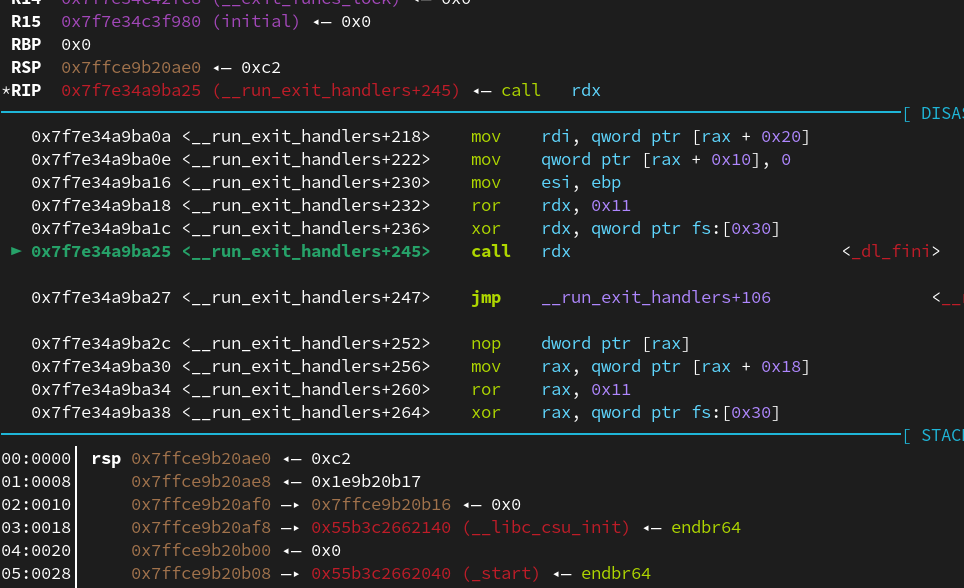 R15 0x7f7e34c3f980 (initial) ◂— 0x0
RBP 0x0
RSP 0x7ffce9b20ae0 ◂— 0xc2
*RIP 0x7f7e34a9ba25 (__run_exit_handlers+245) ◂— call rdx
[ DISAS
0x7f7e34a9ba0a <__run_exit_handlers+218> mov rdi, qword ptr [rax + 0x20]
0x7f7e34a9ba0e <__run_exit_handlers+222> mov qword ptr [rax + 0x10], 0
0x7f7e34a9ba16 <__run_exit_handlers+230> mov esi, ebp
0x7f7e34a9ba18 <__run_exit_handlers+232> ror rdx, 0x11
0x7f7e34a9ba1c <__run_exit_handlers+236> xor rdx, qword ptr fs:[0x30]
► 0x7f7e34a9ba25 <__run_exit_handlers+245> call rdx <_dl_fini>
0x7f7e34a9ba27 <__run_exit_handlers+247> jmp __run_exit_handlers+106 <__
0x7f7e34a9ba2c <__run_exit_handlers+252> nop dword ptr [rax]
0x7f7e34a9ba30 <__run_exit_handlers+256> mov rax, qword ptr [rax + 0x18]
0x7f7e34a9ba34 <__run_exit_handlers+260> ror rax, 0x11
0x7f7e34a9ba38 <__run_exit_handlers+264> xor rax, qword ptr fs:[0x30]
[ STACK
00:0000│ rsp 0x7ffce9b20ae0 ◂— 0xc2
01:0008│ 0x7ffce9b20ae8 ◂— 0x1e9b20b17
02:0010│ 0x7ffce9b20af0 —▸ 0x7ffce9b20b16 ◂— 0x0
03:0018│ 0x7ffce9b20af8 —▸ 0x55b3c2662140 (__libc_csu_init) ◂— endbr64
04:0020│ 0x7ffce9b20b00 ◂— 0x0
05:0028│ 0x7ffce9b20b08 —▸ 0x55b3c2662040 (_start) ◂— endbr64